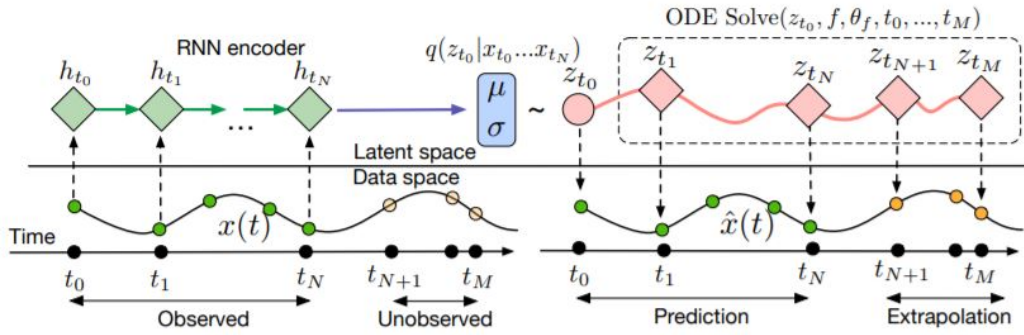 ODE Solve(z_{t_0}, f, θ_f, t_0, ..., t_M)
RNN encoder
q(z_{t_0}|x_{t_0}...x_{t_N})
h_{t_0} h_{t_1} h_{t_N}
z_{t_0} z_{t_1} z_{t_N} z_{t_{N+1}} z_{t_M}
μ
σ
~
...
Latent space
Data space
x(t) x̂(t)
Time
t_0 t_1 t_N t_{N+1} t_M t_0 t_1 t_N t_{N+1} t_M
Observed Unobserved Prediction Extrapolation